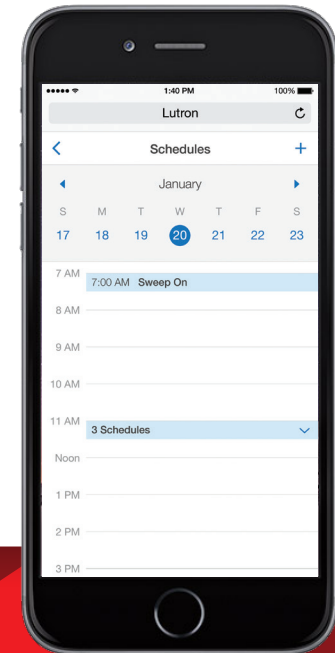 1:40 PM 100%
Lutron
Schedules
January
S M T W T F S
17 18 19 20 21 22 23
7 AM
7:00 AM Sweep On
8 AM
9 AM
10 AM
11 AM
3 Schedules
Noon
1 PM
2 PM
3 PM